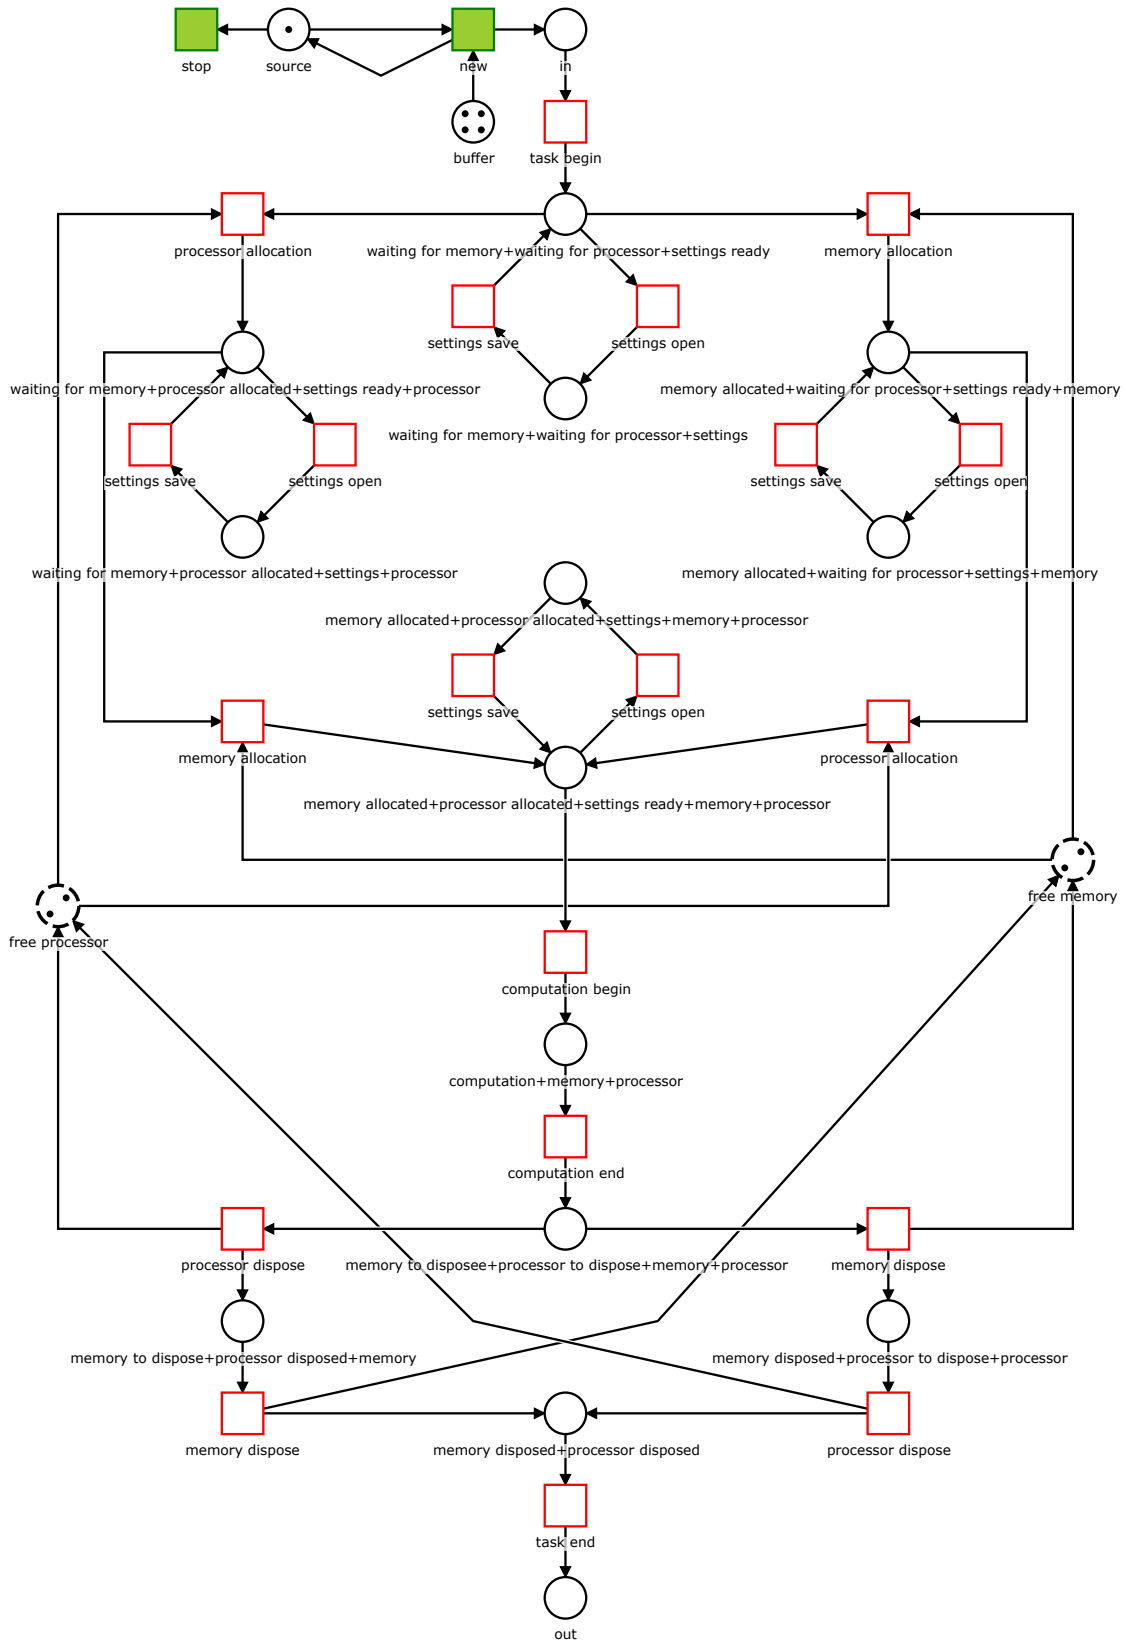 stop
source
new
in
buffer
task begin
processor allocation
waiting for memory+waiting for processor+settings ready
memory allocation
settings save
settings open
waiting for memory+processor allocated+settings ready+processor
memory allocated+waiting for processor+settings ready+memory
waiting for memory+waiting for processor+settings
settings save
settings open
settings save
settings open
waiting for memory+processor allocated+settings+processor
memory allocated+waiting for processor+settings+memory
memory allocated+processor allocated+settings+memory+processor
settings save
settings open
memory allocation
processor allocation
memory allocated+processor allocated+settings ready+memory+processor
free memory
free processor
computation begin
computation+memory+processor
computation end
processor dispose
memory to disposee+processor to dispose+memory+processor
memory dispose
memory to dispose+processor disposed+memory
memory disposed+processor to dispose+processor
memory dispose
memory disposed+processor disposed
processor dispose
task end
out